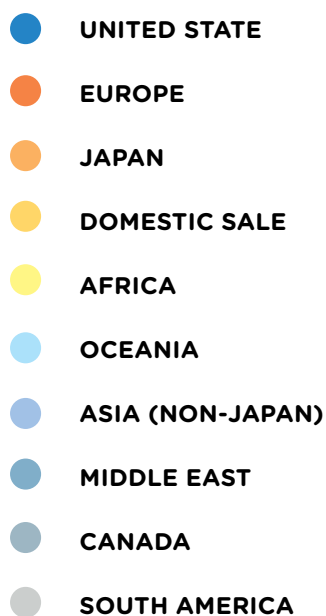 UNITED STATE
EUROPE
JAPAN
DOMESTIC SALE
AFRICA
OCEANIA
ASIA (NON-JAPAN)
MIDDLE EAST
CANADA
SOUTH AMERICA